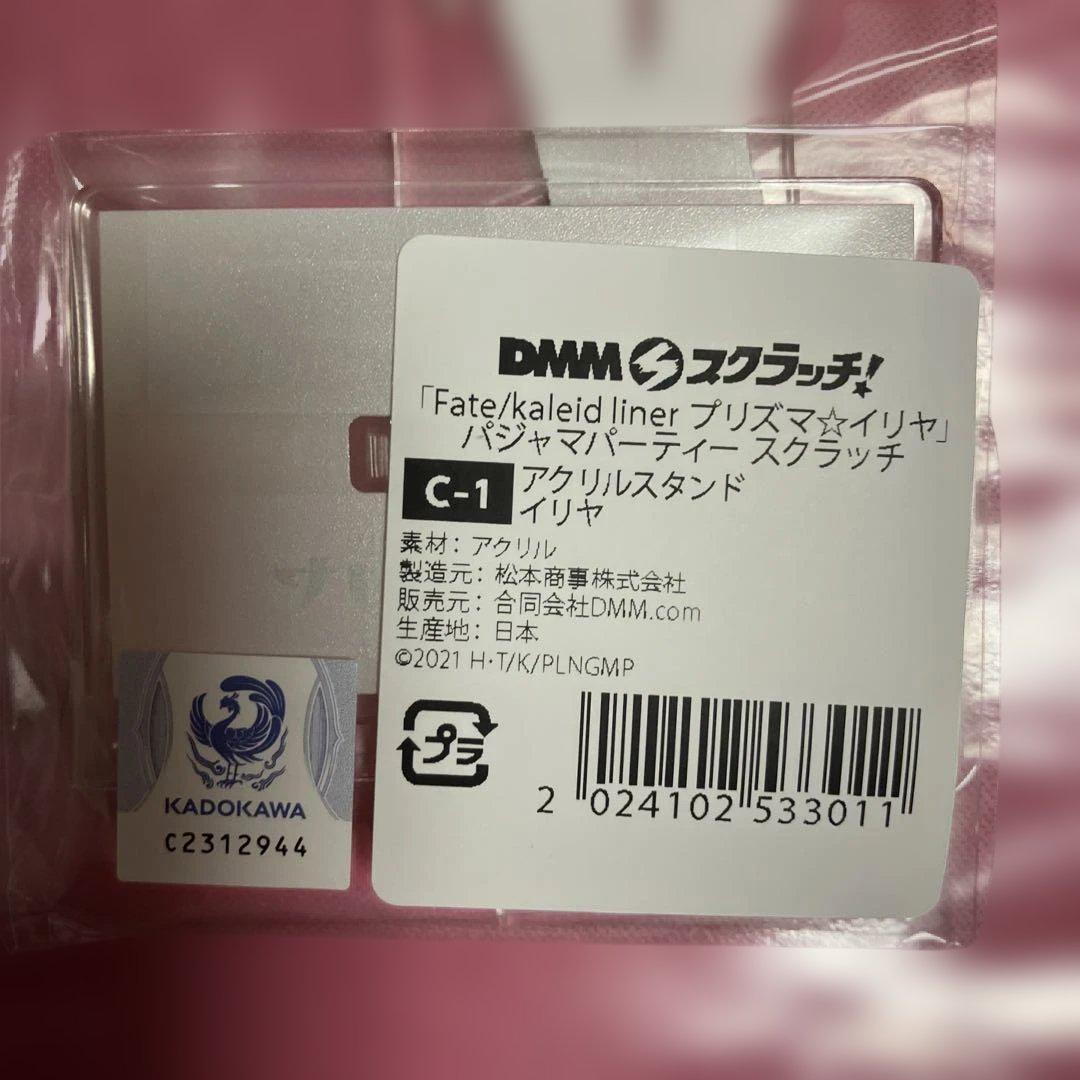 DMMスクラッチ!
「Fate/kaleid liner プリズマ☆イリヤ」
パジャマパーティー スクラッチ
C-1
アクリルスタンド
イリヤ
素材: アクリル
製造元: 松本商事株式会社
販売元: 合同会社DMM.com
生産地: 日本
©2021 H・T/K/PLNGMP
プラ
2 024102 533011
KADOKAWA
C2312944